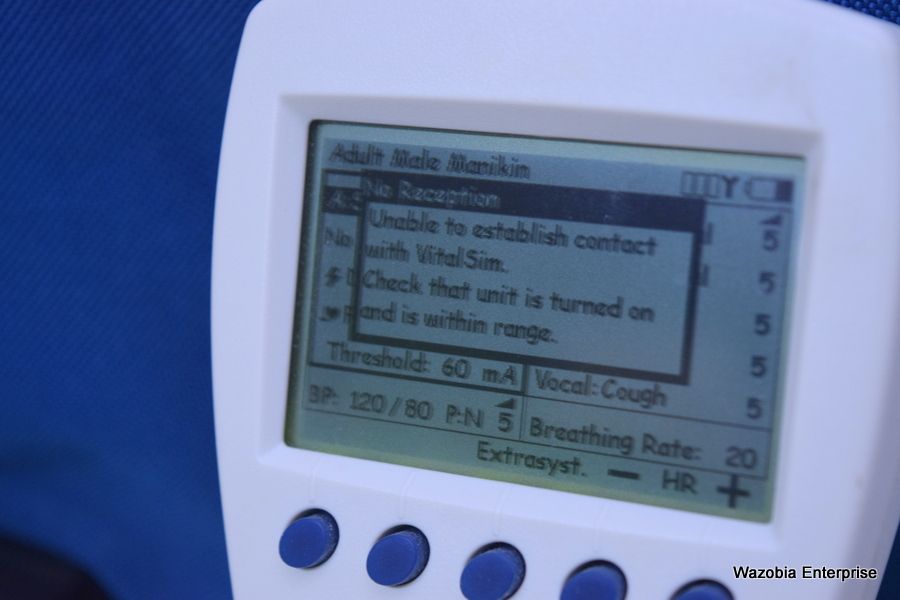 Adult Male Manikin
No Reception
Unable to establish contact
with VitalSim.
Check that unit is turned on
and is within range.
No
5
5
5
5
5
Threshold: 60 mA
Vocal: Cough
BP: 120/80 P:N 5
Breathing Rate: 20
Extrasyst. — HR +
Wazobia Enterprise